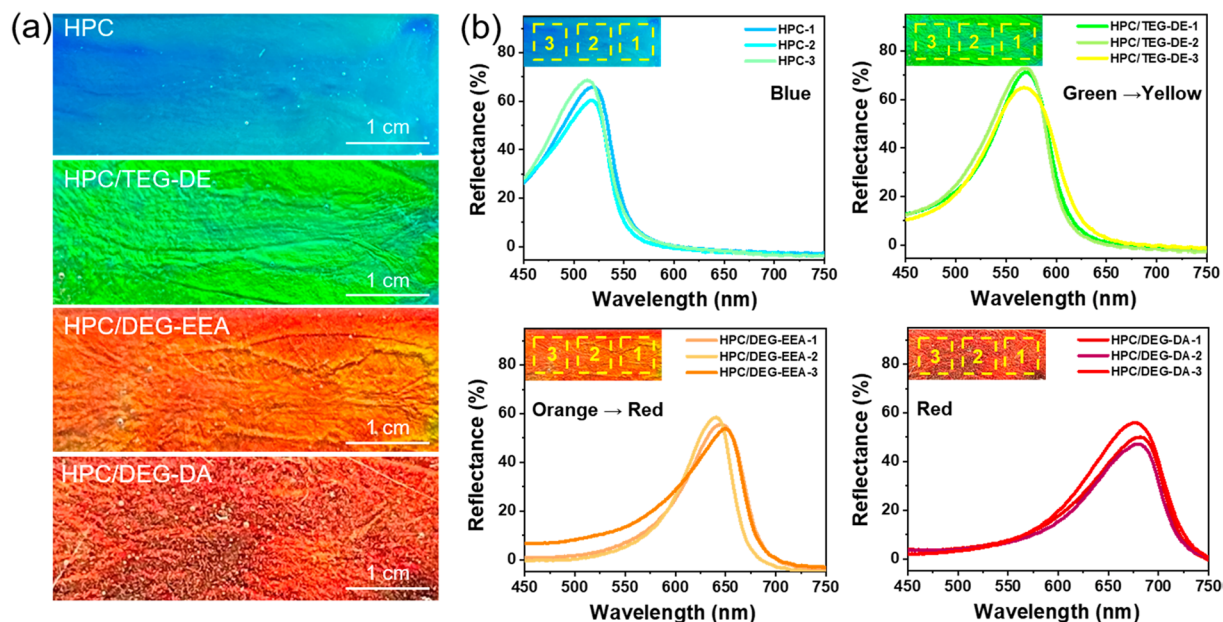 (a)
HPC
1 cm
HPC/TEG-DE
1 cm
HPC/DEG-EEA
1 cm
HPC/DEG-DA
1 cm
(b)
Reflectance (%)
80
60
40
20
0
3 2 1
HPC-1
HPC-2
HPC-3
Blue
450 500 550 600 650 700 750
Wavelength (nm)
Reflectance (%)
80
60
40
20
0
3 2 1
HPC/TEG-DE-1
HPC/TEG-DE-2
HPC/TEG-DE-3
Green →Yellow
450 500 550 600 650 700 750
Wavelength (nm)
Reflectance (%)
80
60
40
20
0
3 2 1
HPC/DEG-EEA-1
HPC/DEG-EEA-2
HPC/DEG-EEA-3
Orange → Red
450 500 550 600 650 700 750
Wavelength (nm)
Reflectance (%)
80
60
40
20
0
3 2 1
HPC/DEG-DA-1
HPC/DEG-DA-2
HPC/DEG-DA-3
Red
450 500 550 600 650 700 750
Wavelength (nm)